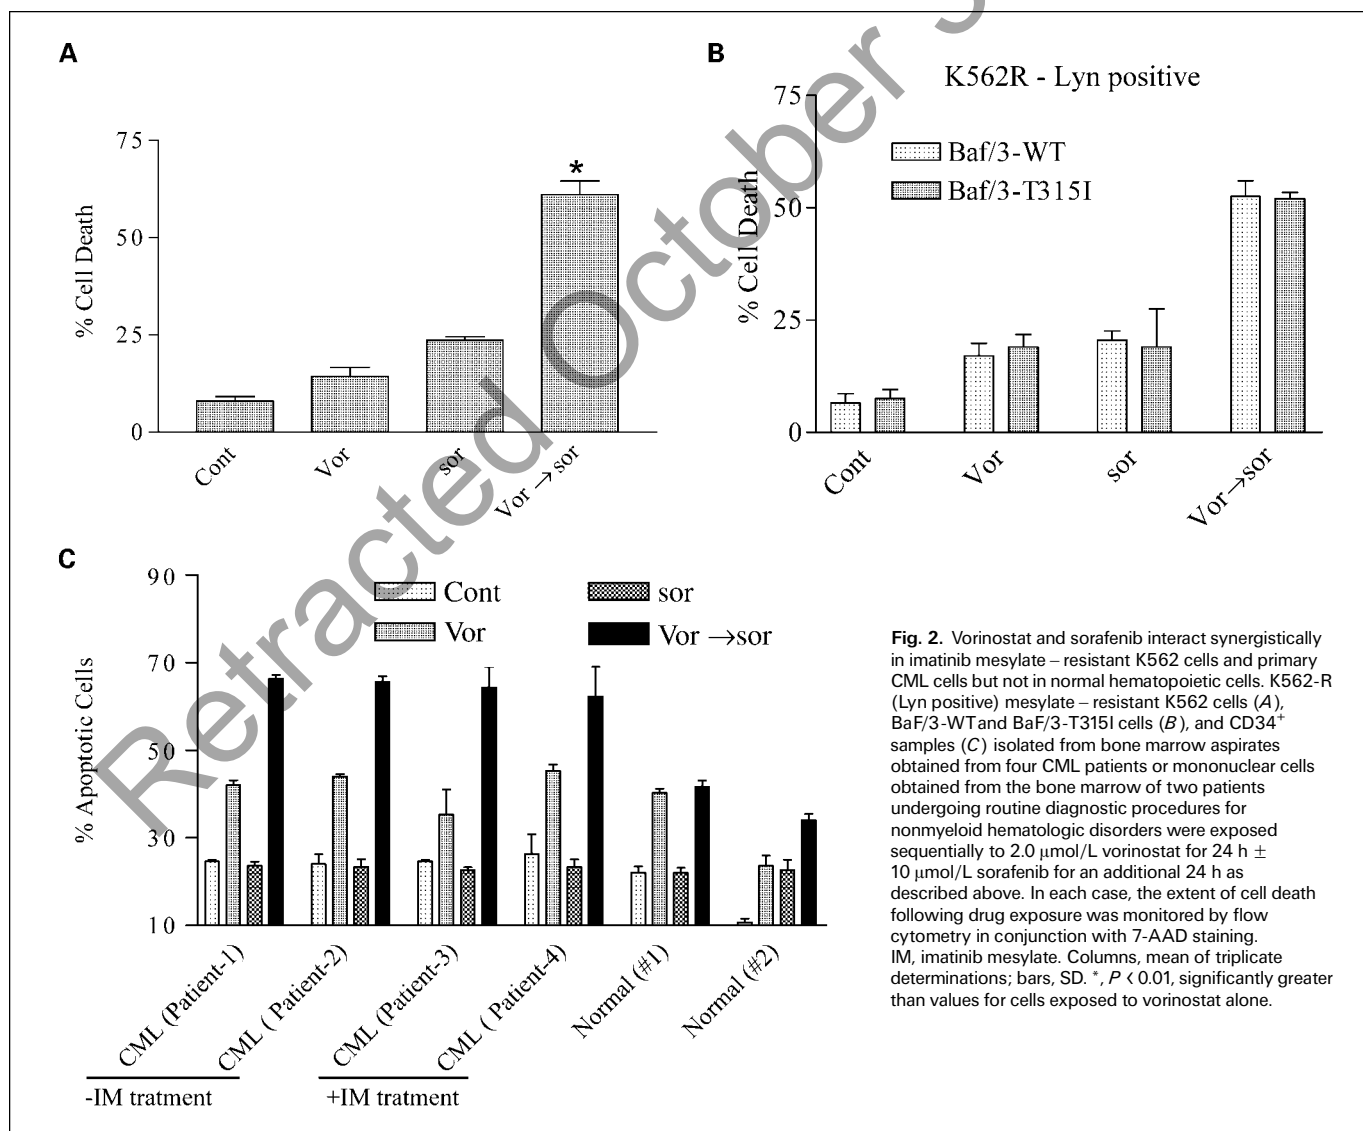 A
75
50
25
0
% Cell Death
*
Cont
Vor
sor
Vor → sor
B
K562R - Lyn positive
75
50
25
0
% Cell Death
Baf/3-WT
Baf/3-T315I
Cont
Vor
sor
Vor →sor
C
90
70
50
30
10
% Apoptotic Cells
Cont
Vor
sor
Vor →sor
CML (Patient-1)
CML ( Patient-2)
CML (Patient-3)
CML ( Patient-4)
Normal (#1)
Normal (#2)
-IM tratment
+IM tratment
Fig. 2. Vorinostat and sorafenib interact synergistically
in imatinib mesylate – resistant K562 cells and primary
CML cells but not in normal hematopoietic cells. K562-R
(Lyn positive) mesylate – resistant K562 cells (A),
BaF/3-WT and BaF/3-T315I cells (B), and CD34+
samples (C) isolated from bone marrow aspirates
obtained from four CML patients or mononuclear cells
obtained from the bone marrow of two patients
undergoing routine diagnostic procedures for
nonmyeloid hematologic disorders were exposed
sequentially to 2.0 μmol/L vorinostat for 24 h ±
10 μmol/L sorafenib for an additional 24 h as
described above. In each case, the extent of cell death
following drug exposure was monitored by flow
cytometry in conjunction with 7-AAD staining.
IM, imatinib mesylate. Columns, mean of triplicate
determinations; bars, SD. *, P < 0.01, significantly greater
than values for cells exposed to vorinostat alone.
Retracted October